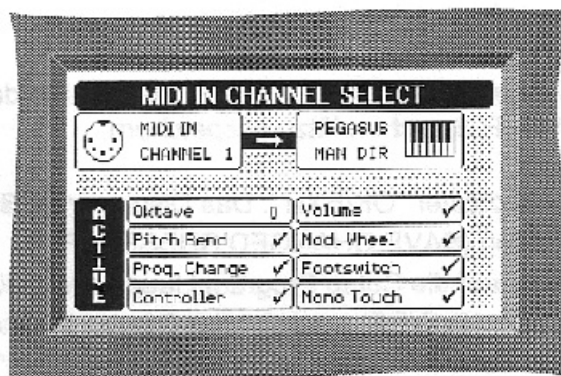 MIDI IN CHANNEL SELECT
MIDI IN
CHANNEL 1
PEGASUS
MAN DIR
ACTIVE
Oktave 0
Volume ✓
Pitch Bend ✓
Mod. Wheel ✓
Prog. Change ✓
Footswitch ✓
Controller ✓
Mono Touch ✓